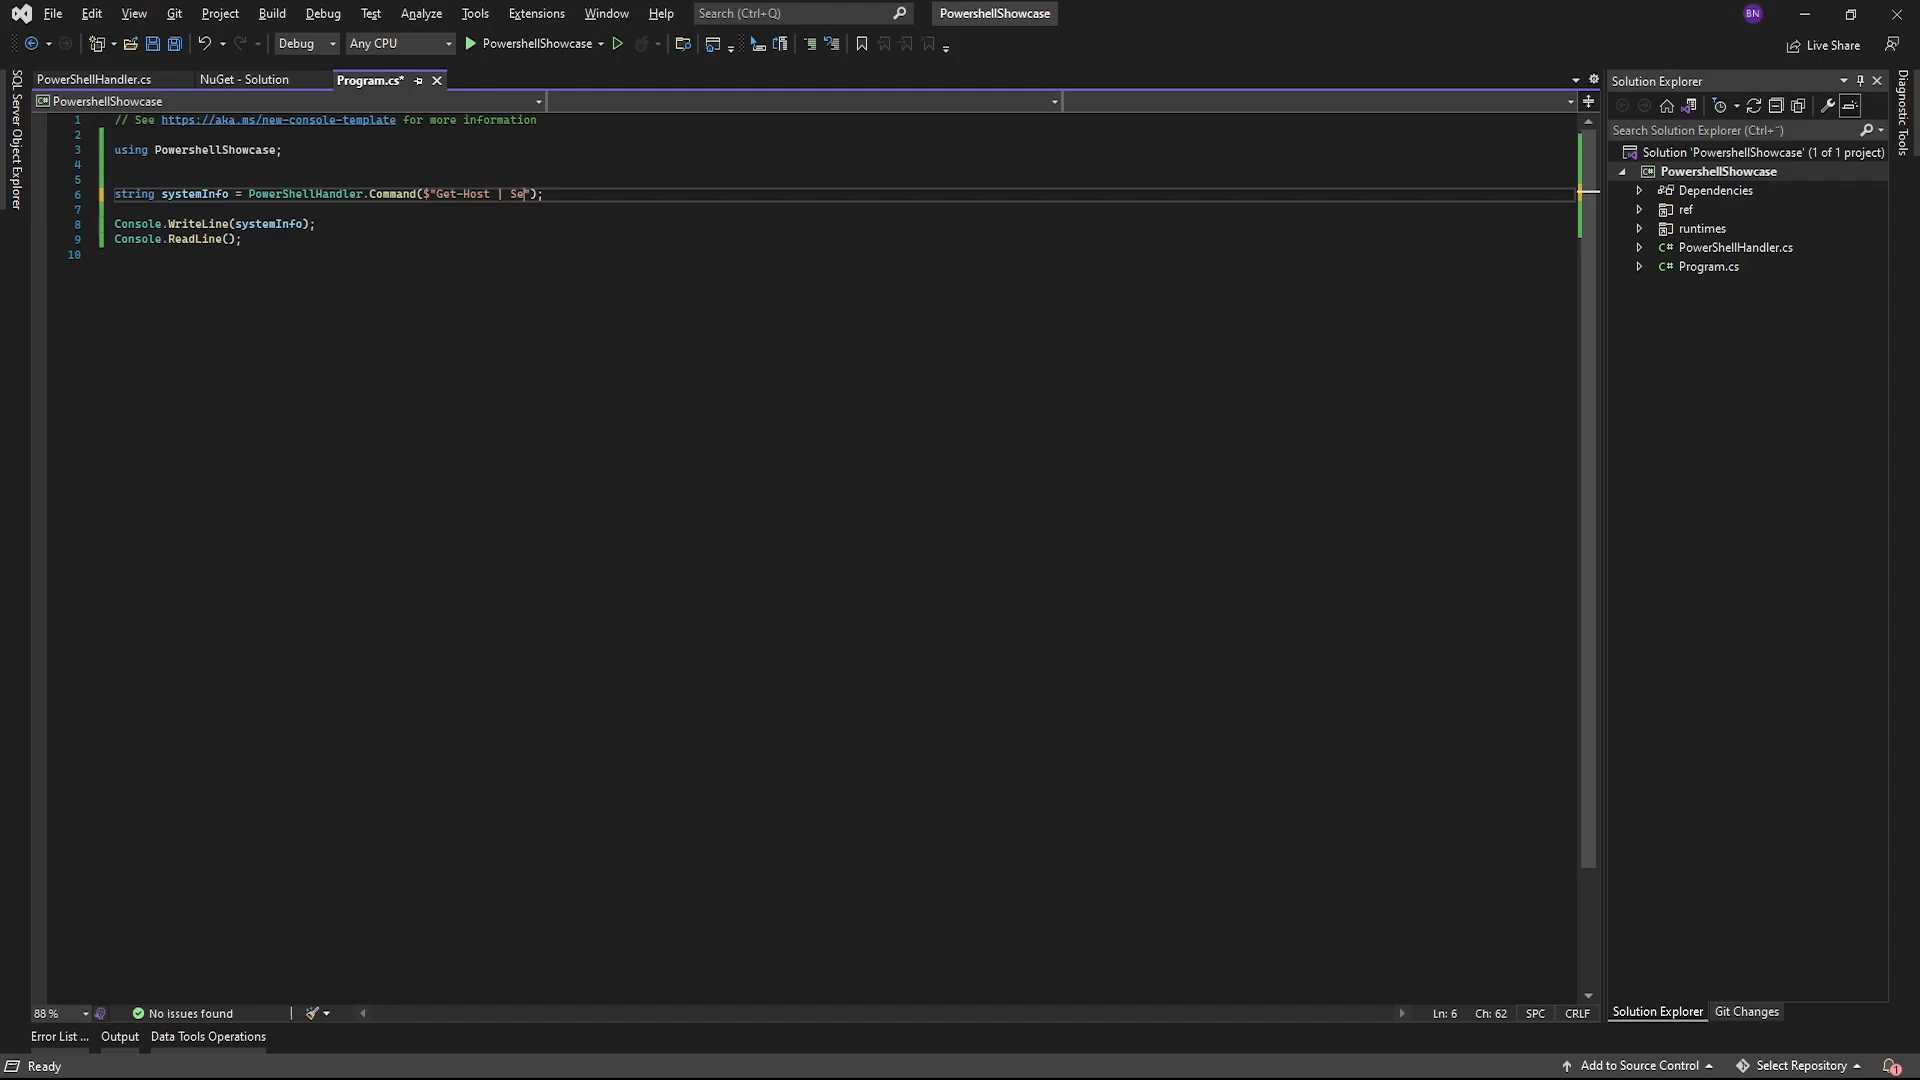 File Edit View Git Project Build Debug Test Analyze Tools Extensions Window Help Search (Ctrl+Q) PowershellShowcase BN
Debug Any CPU PowershellShowcase Live Share
PowerShellHandler.cs NuGet - Solution Program.cs*
PowershellShowcase
SQL Server Object Explorer
1 // See https://aka.ms/new-console-template for more information
2
3 using PowershellShowcase;
4
5
6 string systemInfo = PowerShellHandler.Command($"Get-Host | Se");
7
8 Console.WriteLine(systemInfo);
9 Console.ReadLine();
10
Solution Explorer
Search Solution Explorer (Ctrl+¨)
Solution 'PowershellShowcase' (1 of 1 project)
PowershellShowcase
Dependencies
ref
runtimes
C# PowerShellHandler.cs
C# Program.cs
Diagnostic Tools
88 % No issues found Ln: 6 Ch: 62 SPC CRLF
Solution Explorer Git Changes
Error List ... Output Data Tools Operations
Ready Add to Source Control Select Repository 1